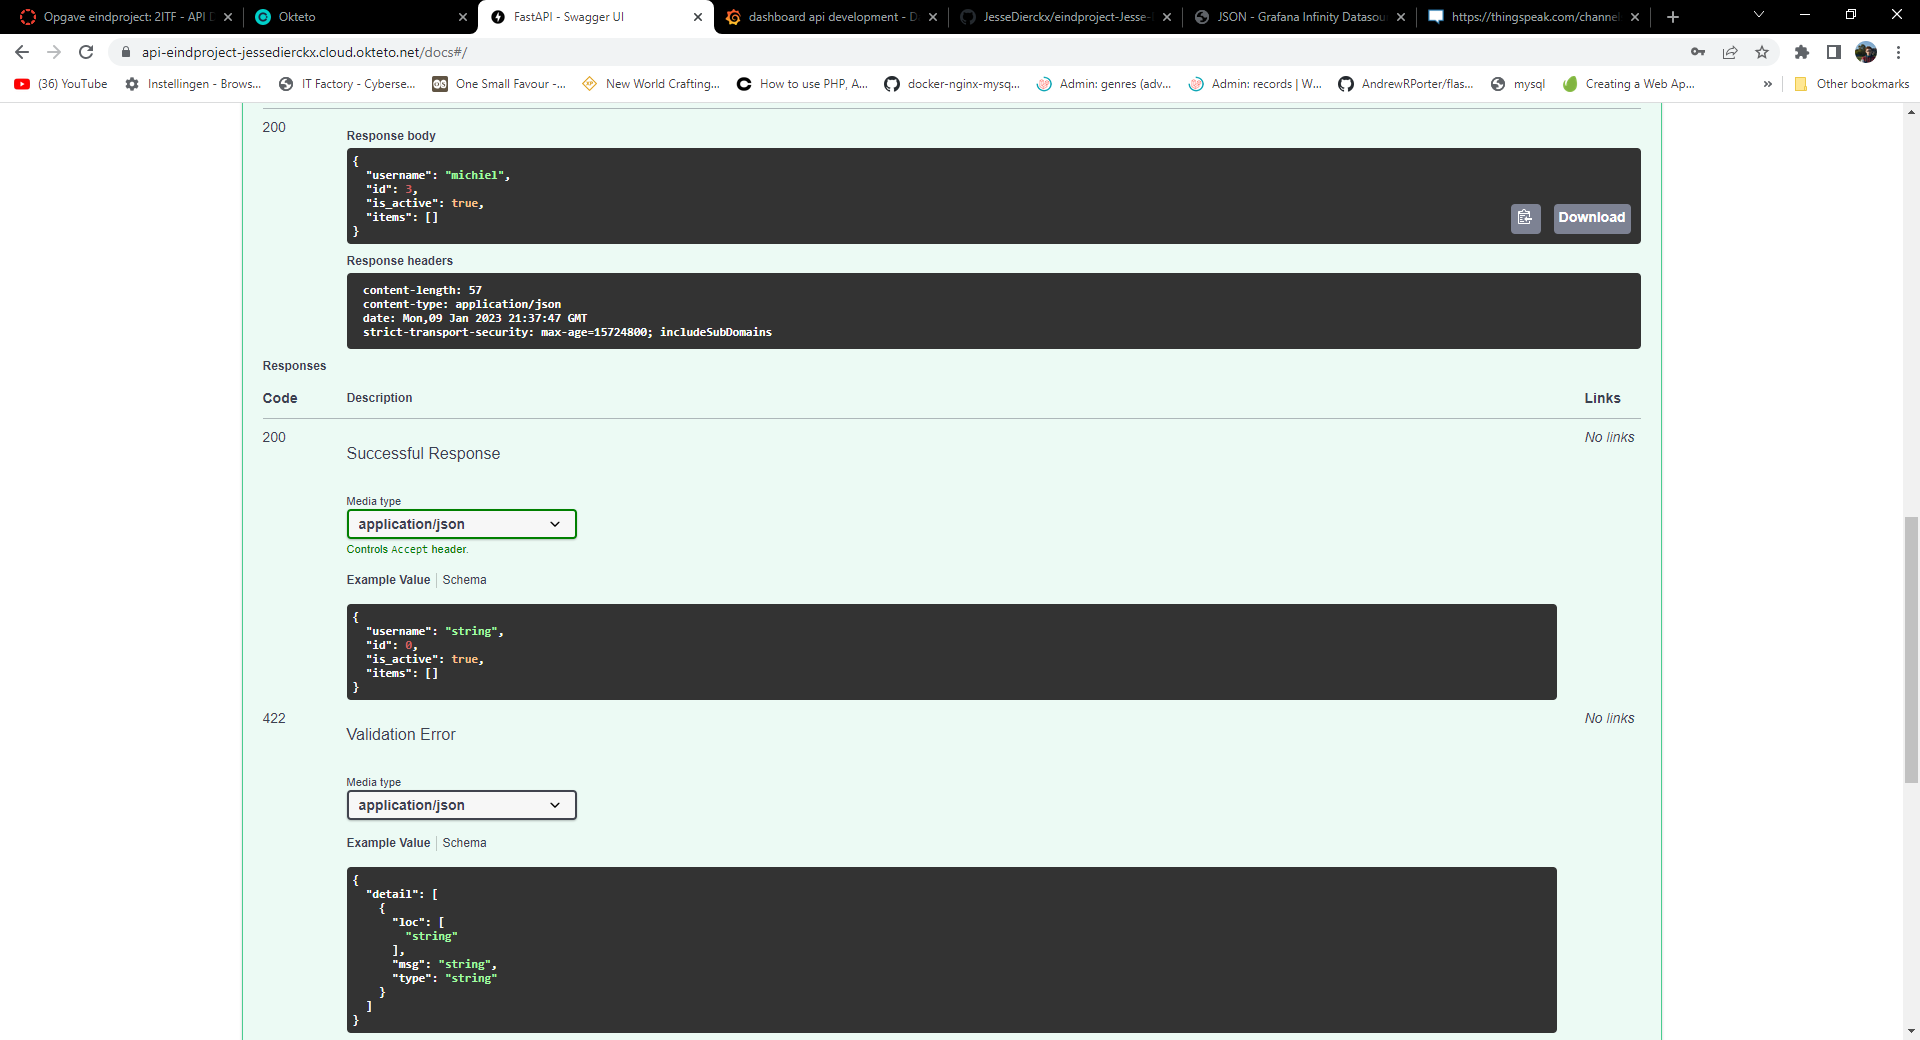 Opgave eindproject: 2ITF - API D
Okteto
FastAPI - Swagger UI
dashboard api development - D
JesseDierckx/eindproject-Jesse-
JSON - Grafana Infinity Datasou
https://thingspeak.com/channel
api-eindproject-jessedierckx.cloud.okteto.net/docs#/
(36) YouTube
Instellingen - Brows...
IT Factory - Cyberse...
One Small Favour -...
New World Crafting...
How to use PHP, A...
docker-nginx-mysq...
Admin: genres (adv...
Admin: records | W...
AndrewRPorter/flas...
mysql
Creating a Web Ap...
»
Other bookmarks
200
Response body
{
"username": "michiel",
"id": 3,
"is_active": true,
"items": []
}
Download
Response headers
content-length: 57
content-type: application/json
date: Mon,09 Jan 2023 21:37:47 GMT
strict-transport-security: max-age=15724800; includeSubDomains
Responses
Code Description Links
200
Successful Response
No links
Media type
application/json
Controls Accept header.
Example Value | Schema
{
"username": "string",
"id": 0,
"is_active": true,
"items": []
}
422
Validation Error
No links
Media type
application/json
Example Value | Schema
{
"detail": [
{
"loc": [
"string"
],
"msg": "string",
"type": "string"
}
]
}